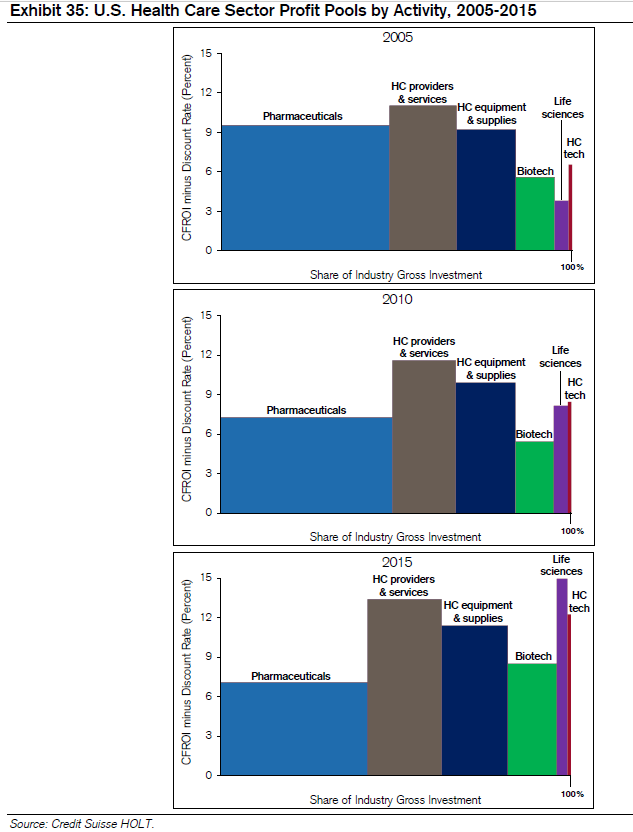 Exhibit 35: U.S. Health Care Sector Profit Pools by Activity, 2005-2015
2005
CFROI minus Discount Rate (Percent)
15
12
9
6
3
0
Pharmaceuticals
HC providers
& services
HC equipment
& supplies
Biotech
Life
sciences
HC
tech
100%
Share of Industry Gross Investment
2010
CFROI minus Discount Rate (Percent)
15
12
9
6
3
0
Pharmaceuticals
HC providers
& services
HC equipment
& supplies
Biotech
Life
sciences
HC
tech
100%
Share of Industry Gross Investment
2015
CFROI minus Discount Rate (Percent)
15
12
9
6
3
0
Pharmaceuticals
HC providers
& services
HC equipment
& supplies
Biotech
Life
sciences
HC
tech
100%
Share of Industry Gross Investment
Source: Credit Suisse HOLT.